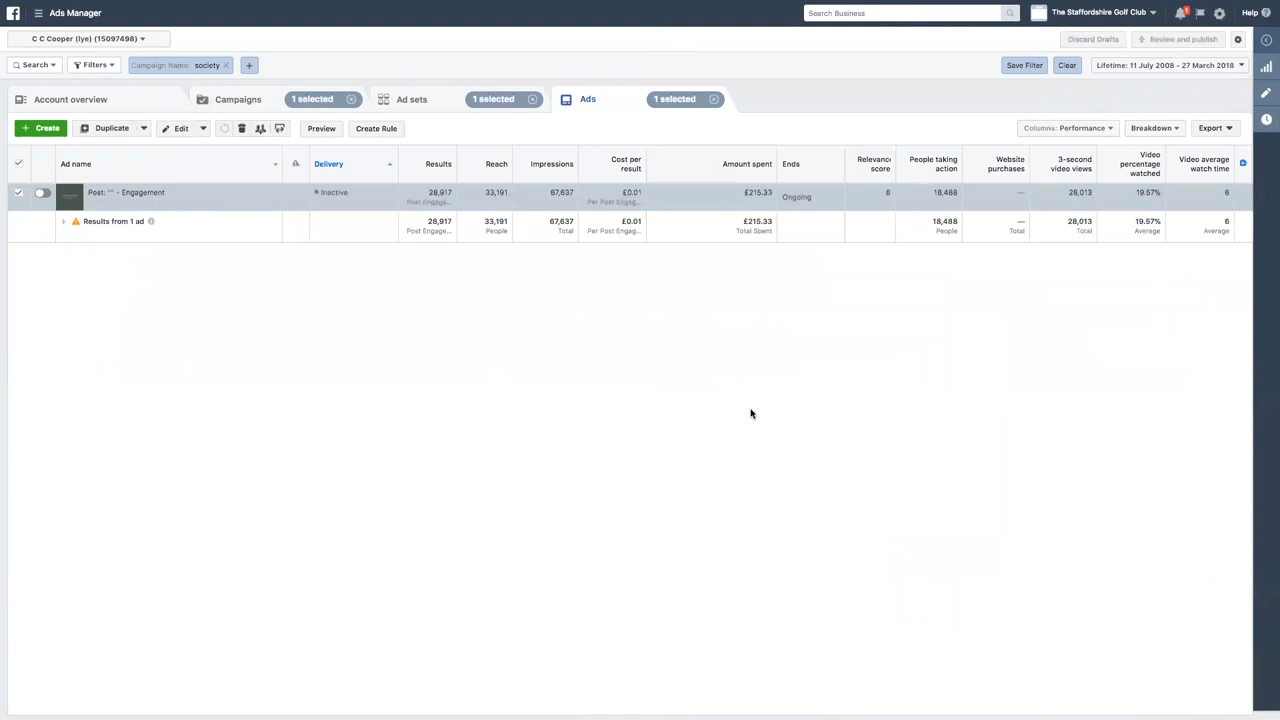 Ads Manager
Search Business
The Staffordshire Golf Club
1
Help
C C Cooper (lye) (15097498)
Discard Drafts
Review and publish
Search
Filters
Campaign Name: society
Save Filter
Clear
Lifetime: 11 July 2008 - 27 March 2018
Account overview
Campaigns
1 selected
Ad sets
1 selected
Ads
1 selected
+ Create
Duplicate
Edit
Preview
Create Rule
Columns: Performance
Breakdown
Export
Ad name
Delivery
Results
Reach
Impressions
Cost per result
Amount spent
Ends
Relevance score
People taking action
Website purchases
3-second video views
Video percentage watched
Video average watch time
Post: "" - Engagement
Inactive
28,917
Post Engage...
33,191
67,637
£0.01
Per Post Engag...
£215.33
Ongoing
8
18,488
—
28,013
19.57%
6
Results from 1 ad
28,917
Post Engage...
33,191
People
67,637
Total
£0.01
Per Post Engag...
£215.33
Total Spent
18,488
People
—
Total
28,013
Total
19.57%
Average
6
Average